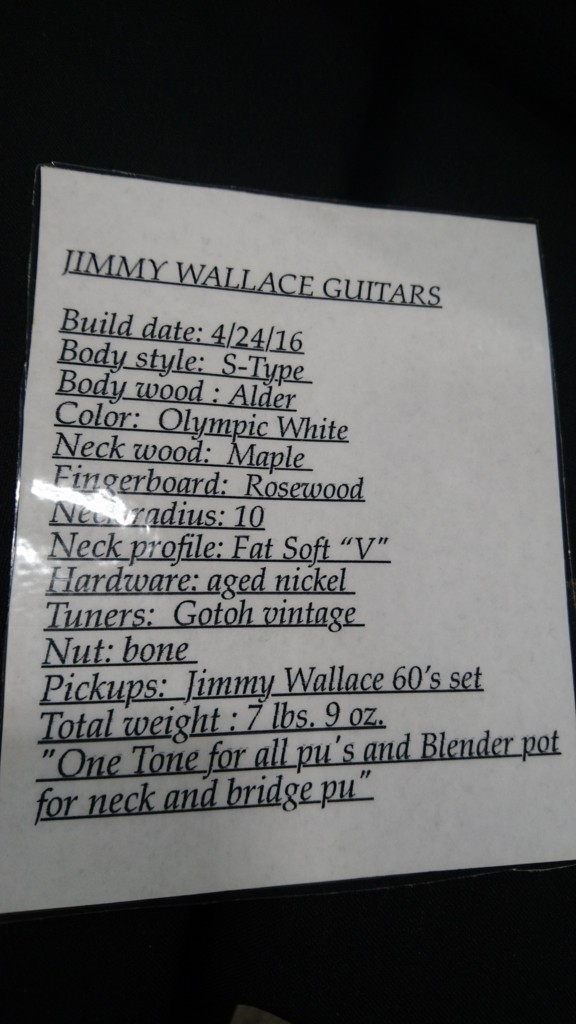 JIMMY WALLACE GUITARS
Build date: 4/24/16
Body style: S-Type
Body wood : Alder
Color: Olympic White
Neck wood: Maple
Fingerboard: Rosewood
Neck radius: 10
Neck profile: Fat Soft “V”
Hardware: aged nickel
Tuners: Gotoh vintage
Nut: bone
Pickups: Jimmy Wallace 60's set
Total weight : 7 lbs. 9 oz.
"One Tone for all pu's and Blender pot
for neck and bridge pu"